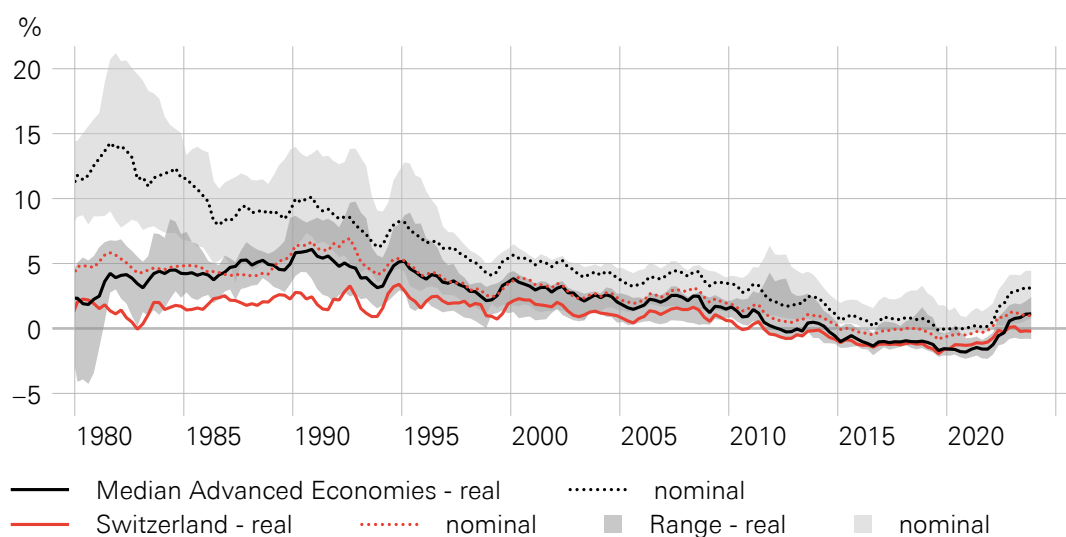 %
20
15
10
5
0
–5
1980 1985 1990 1995 2000 2005 2010 2015 2020
Median Advanced Economies - real nominal
Switzerland - real nominal Range - real nominal